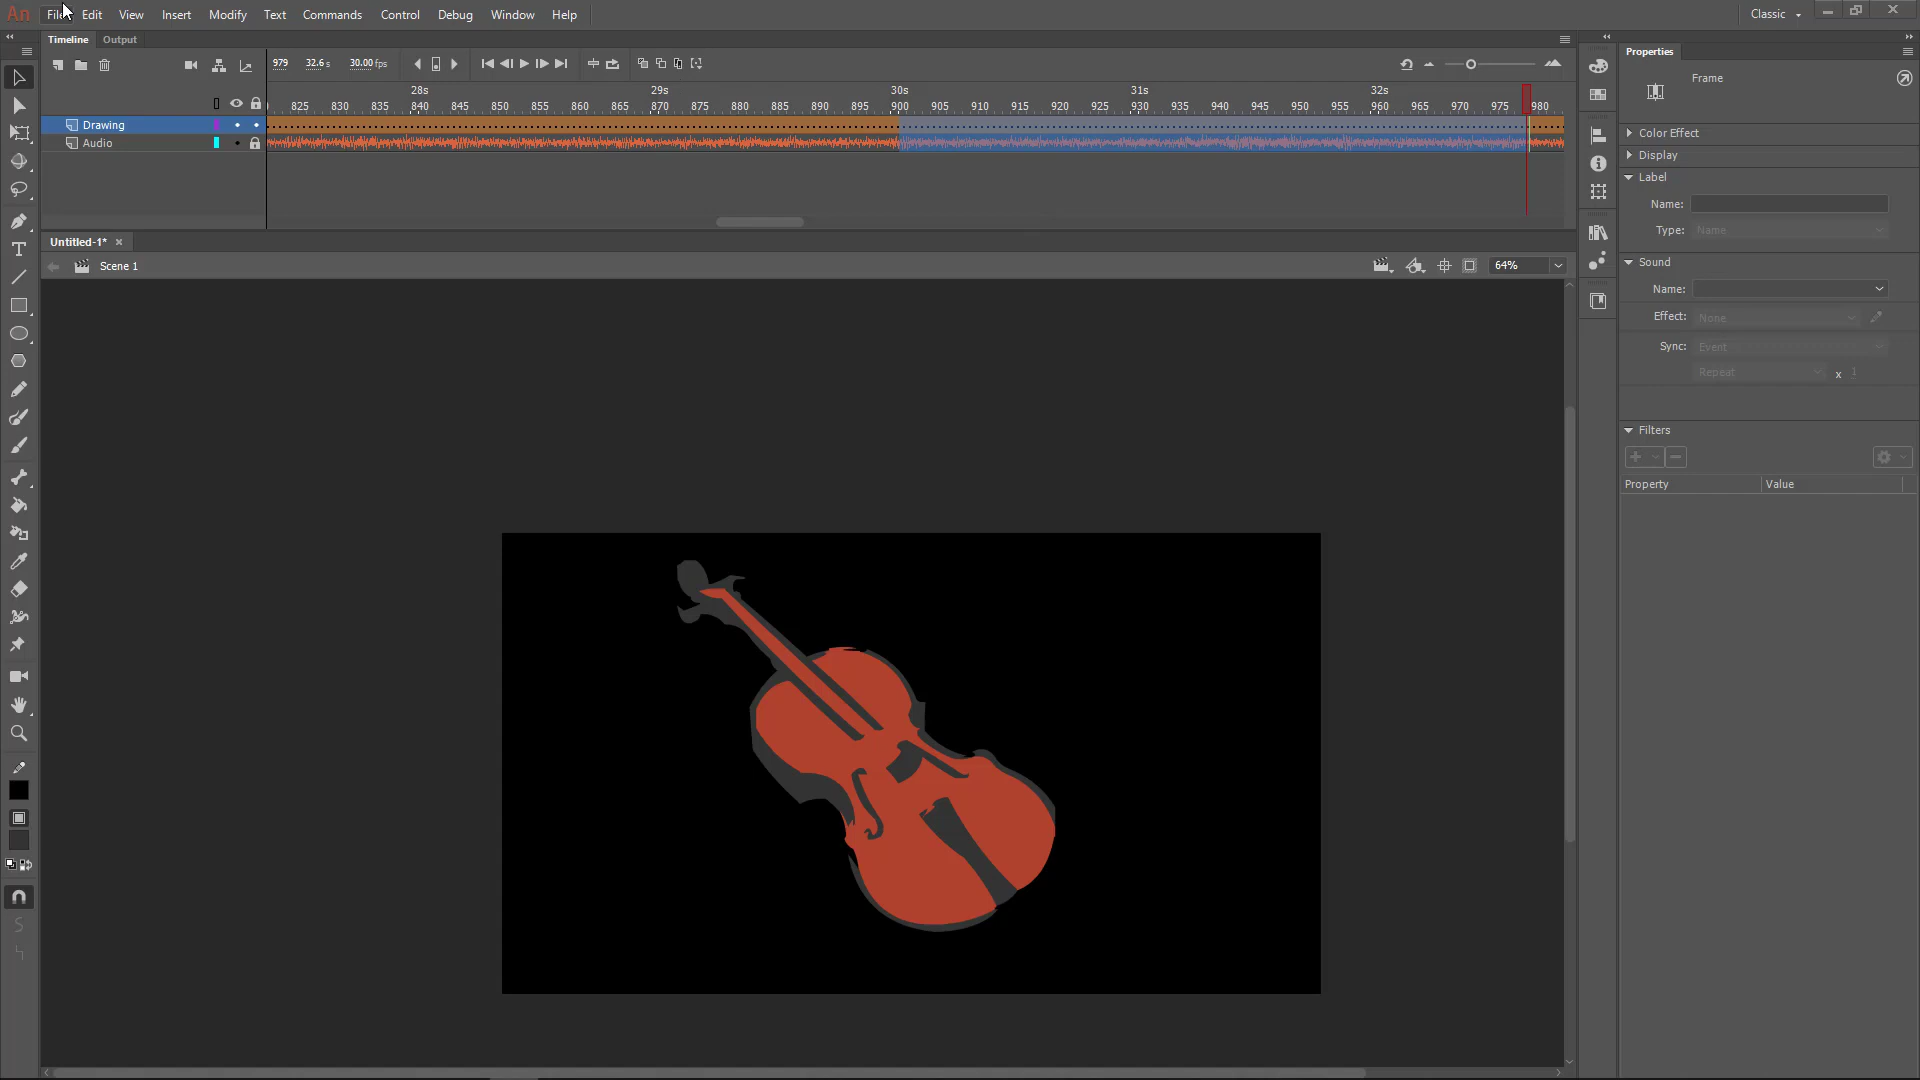 An File Edit View Insert Modify Text Commands Control Debug Window Help Classic
Timeline Output
979 32.6 s 30.00 fps
28s 29s 30s 31s 32s
825 830 835 840 845 850 855 860 865 870 875 880 885 890 895 900 905 910 915 920 925 930 935 940 945 950 955 960 965 970 975 980
Drawing
Audio
Untitled-1*
Scene 1
64%
Properties
Frame
Color Effect
Display
Label
Name:
Type: Name
Sound
Name:
Effect: None
Sync: Event
Repeat x 1
Filters
Property Value